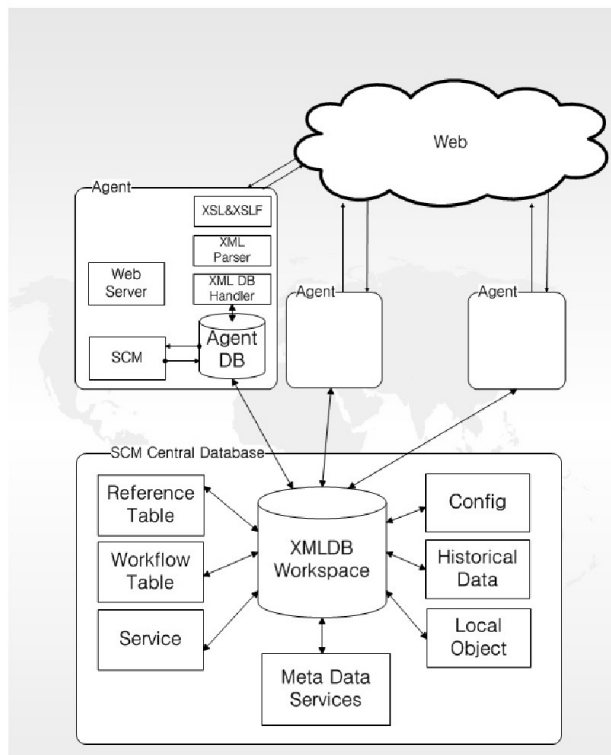 Web
Agent
XSL&XSLF
XML
Parser
Web
Server
XML DB
Handler
SCM
Agent
DB
Agent
Agent
SCM Central Database
Reference
Table
Workflow
Table
Service
XMLDB
Workspace
Config
Historical
Data
Local
Object
Meta Data
Services